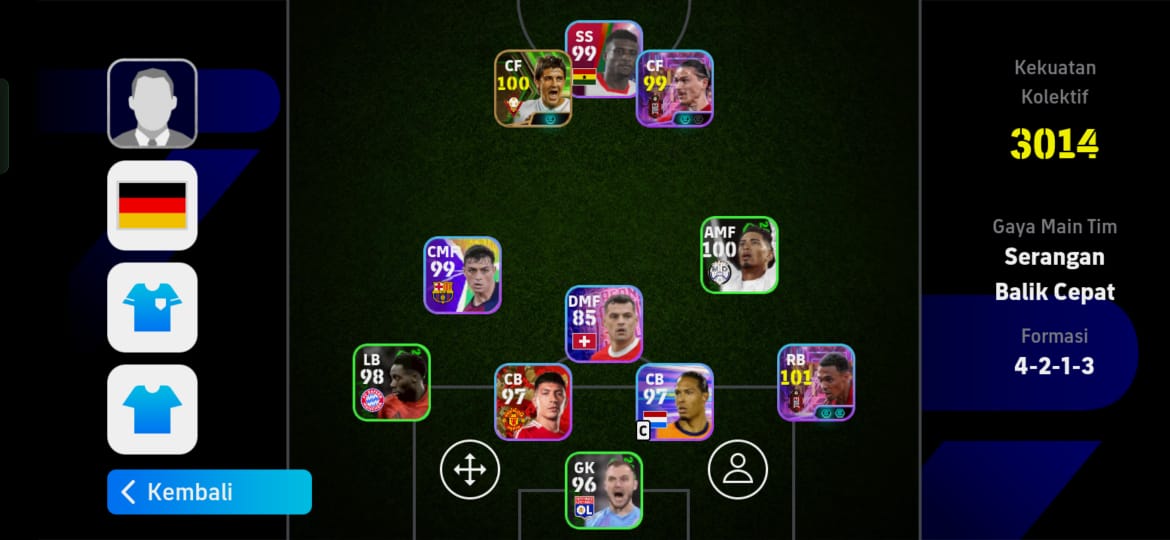 SS
99
CF
100
CF
99
Kekuatan
Kolektif
3014
CMF
99
AMF
100
Gaya Main Tim
Serangan
Balik Cepat
DMF
85
Formasi
4-2-1-3
LB
98
CB
97
CB
97
C
RB
101
GK
96
OL
Kembali